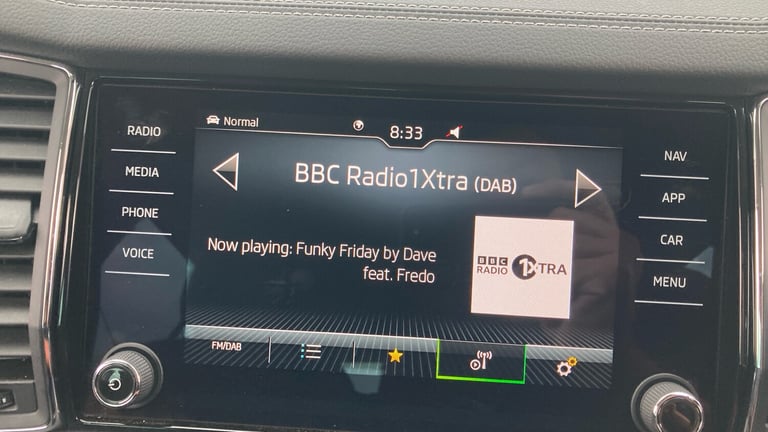 Normal
8:33
RADIO
MEDIA
PHONE
VOICE
BBC Radio1Xtra (DAB)
Now playing: Funky Friday by Dave
feat. Fredo
BBC
RADIO 1XTRA
FM/DAB
NAV
APP
CAR
MENU